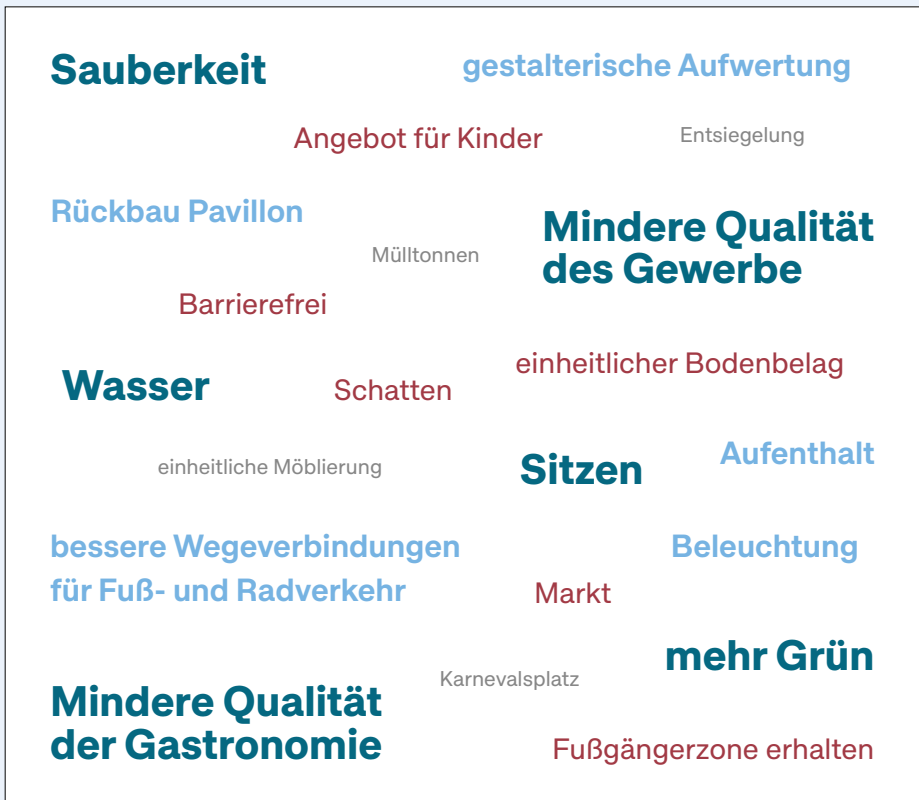 Sauberkeit
gestalterische Aufwertung
Angebot für Kinder
Entsiegelung
Rückbau Pavillon
Mindere Qualität
des Gewerbe
Mülltonnen
Barrierefrei
einheitlicher Bodenbelag
Wasser
Schatten
Aufenthalt
einheitliche Möblierung
Sitzen
bessere Wegeverbindungen
für Fuß- und Radverkehr
Beleuchtung
Markt
mehr Grün
Karnevalsplatz
Mindere Qualität
der Gastronomie
Fußgängerzone erhalten